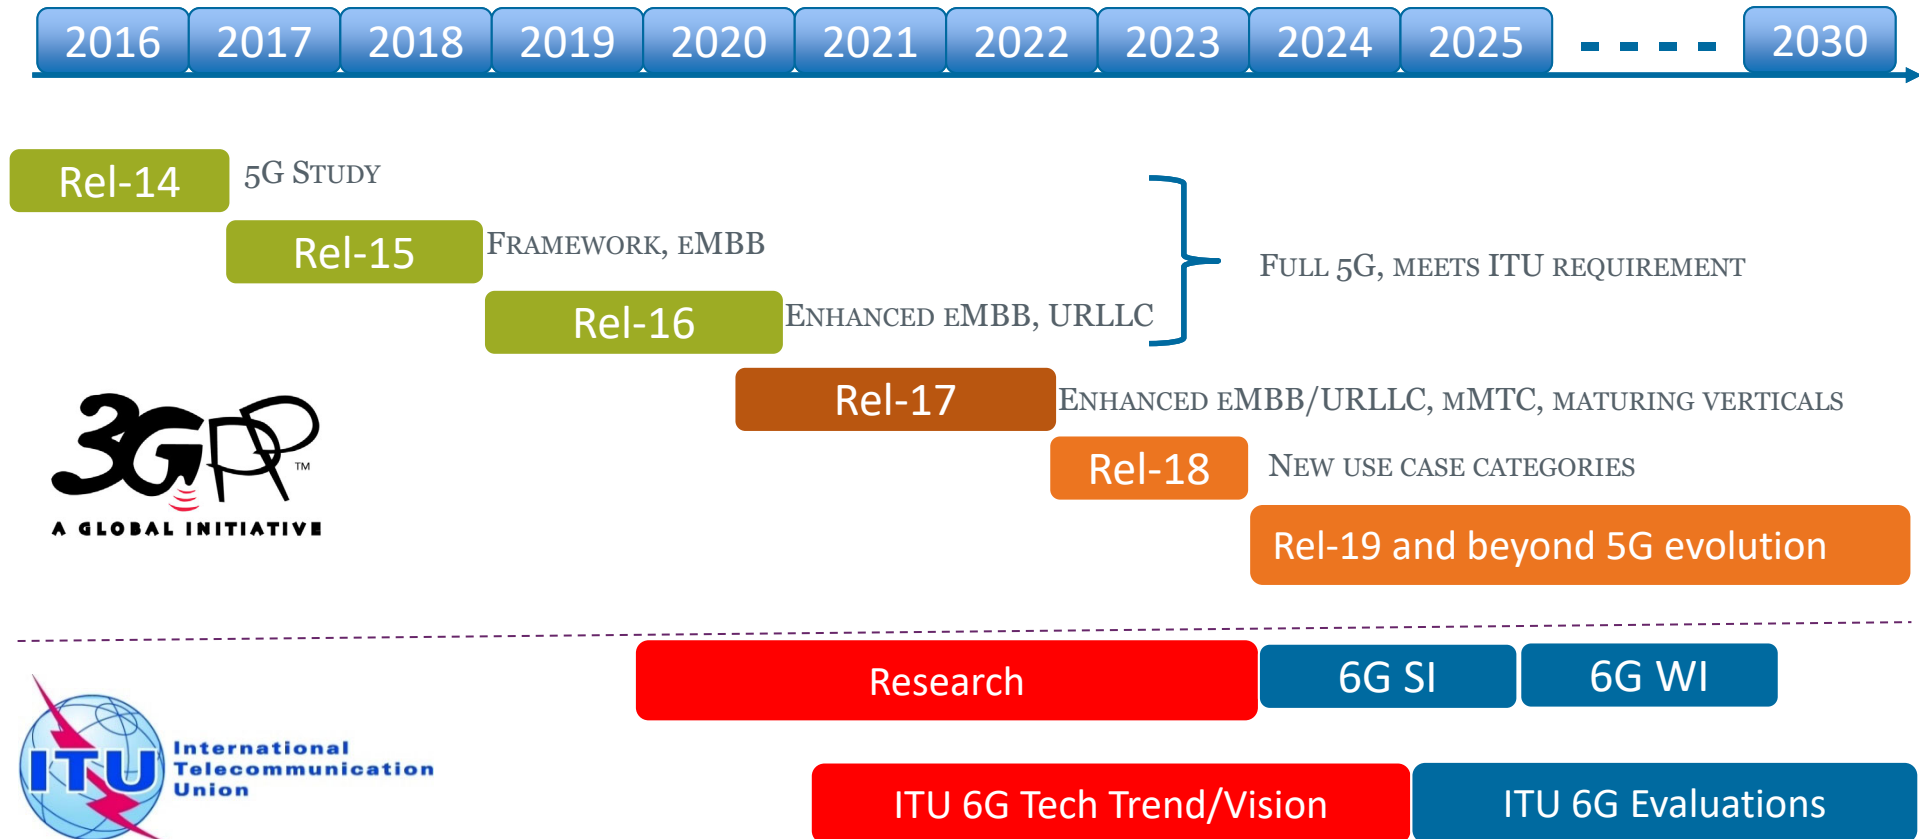 2016 2017 2018 2019 2020 2021 2022 2023 2024 2025 2030
Rel-14 5G STUDY
Rel-15 FRAMEWORK, EMBB
FULL 5G, MEETS ITU REQUIREMENT
Rel-16 ENHANCED EMBB, URLLC
Rel-17 ENHANCED EMBB/URLLC, MMTC, MATURING VERTICALS
3GPP TM
A GLOBAL INITIATIVE
Rel-18 NEW USE CASE CATEGORIES
Rel-19 and beyond 5G evolution
Research 6G SI 6G WI
ITU
International
Telecommunication
Union
ITU 6G Tech Trend/Vision ITU 6G Evaluations